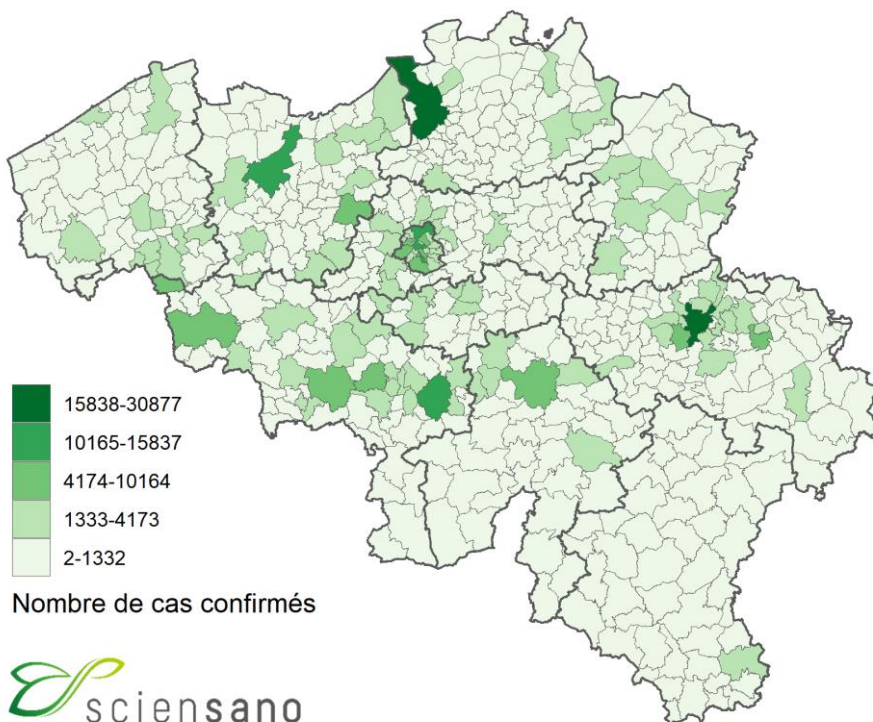 15838-30877
10165-15837
4174-10164
1333-4173
2-1332
Nombre de cas confirmés
sciensano